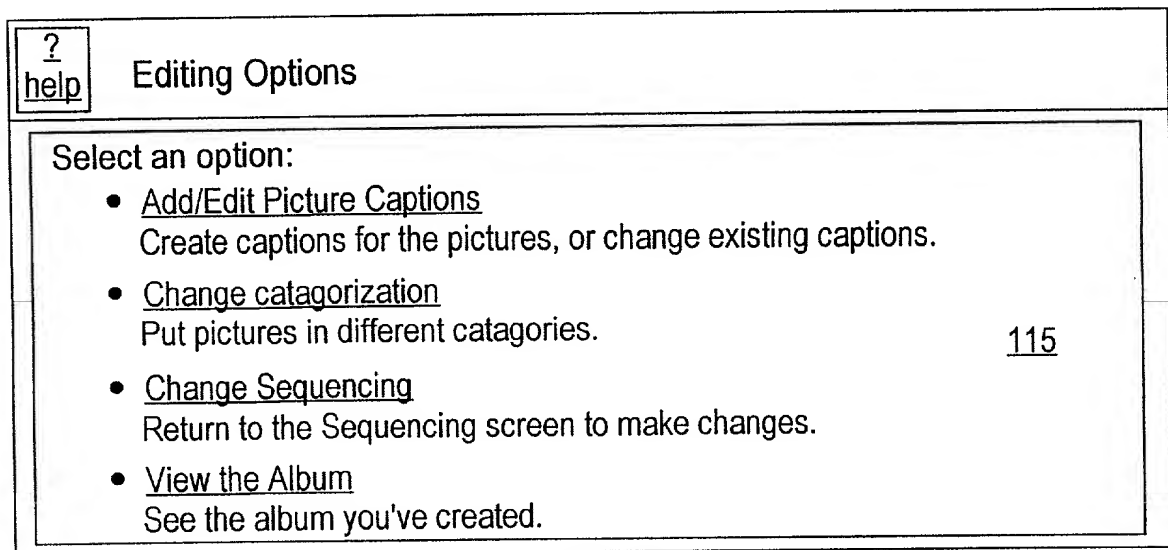 ?
help
Editing Options
Select an option:
• Add/Edit Picture Captions
Create captions for the pictures, or change existing captions.
• Change catagorization
Put pictures in different catagories.
115
• Change Sequencing
Return to the Sequencing screen to make changes.
• View the Album
See the album you've created.